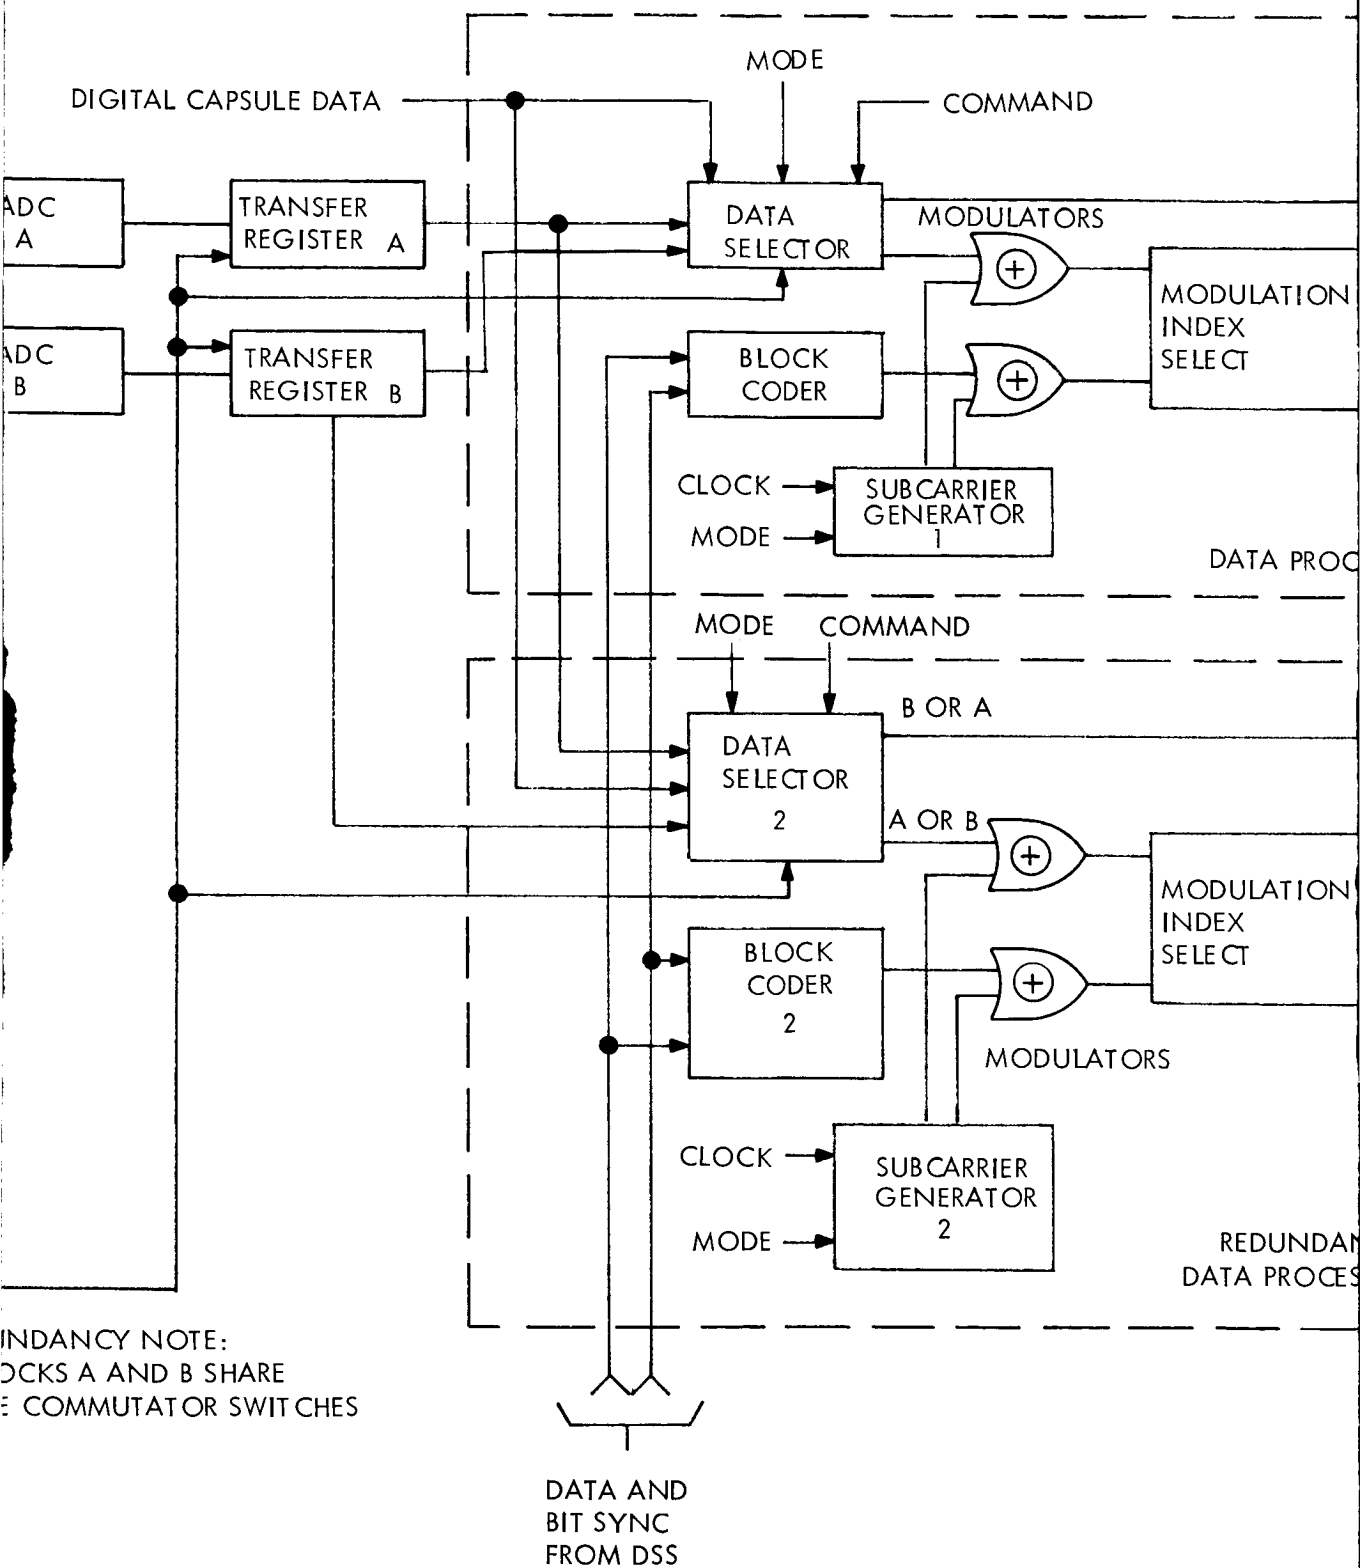 MODE
DIGITAL CAPSULE DATA
COMMAND
ADC
A
TRANSFER
REGISTER A
DATA
SELECTOR
MODULATORS
+
MODULATION
INDEX
SELECT
ADC
B
TRANSFER
REGISTER B
BLOCK
CODER
+
CLOCK
MODE
SUBCARRIER
GENERATOR
1
DATA PROC
MODE
COMMAND
B OR A
DATA
SELECTOR
2
A OR B
+
MODULATION
INDEX
SELECT
BLOCK
CODER
2
+
MODULATORS
CLOCK
MODE
SUBCARRIER
GENERATOR
2
REDUNDAN
DATA PROCES
UNDANCY NOTE:
OCKS A AND B SHARE
E COMMUTATOR SWITCHES
DATA AND
BIT SYNC
FROM DSS